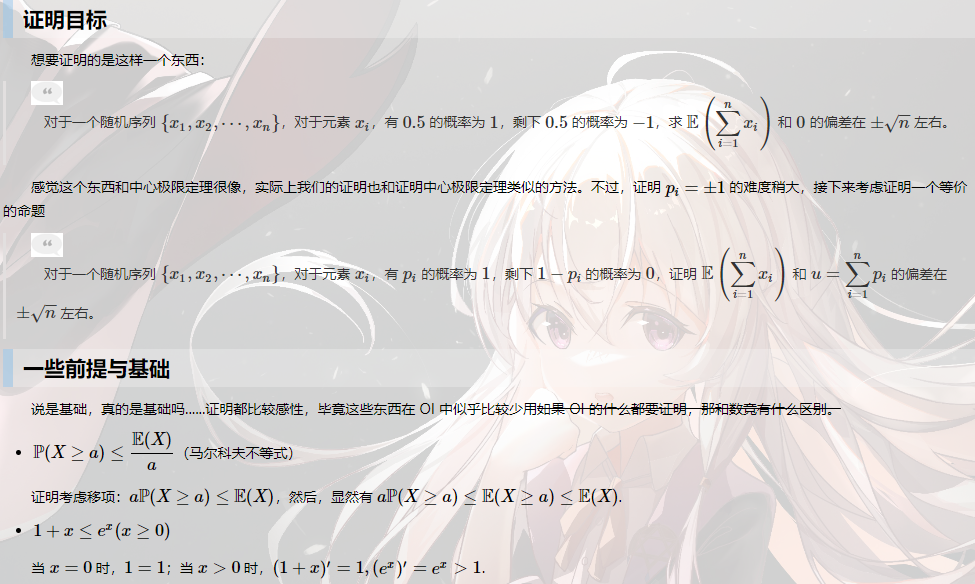 证明目标
想要证明的是这样一个东西：
“
对于一个随机序列 $\{x_1, x_2, \cdots, x_n\}$，对于元素 $x_i$，有 $0.5$ 的概率为 $1$，剩下 $0.5$ 的概率为 $-1$，求 $\mathbb{E}\left(\sum_{i=1}^{n} x_i\right)$ 和 $0$ 的偏差在 $\pm\sqrt{n}$ 左右。
感觉这个东西和中心极限定理很像，实际上我们的证明也和证明中心极限定理类似的方法。不过，证明 $p_i = \pm 1$ 的难度稍大，接下来考虑证明一个等价
的命题
“
对于一个随机序列 $\{x_1, x_2, \cdots, x_n\}$，对于元素 $x_i$，有 $p_i$ 的概率为 $1$，剩下 $1 - p_i$ 的概率为 $0$，证明 $\mathbb{E}\left(\sum_{i=1}^{n} x_i\right)$ 和 $u = \sum_{i=1}^{n} p_i$ 的偏差在
$\pm\sqrt{n}$ 左右。
一些前提与基础
说是基础，真的是基础吗......证明都比较感性，毕竟这些东西在 OI 中似乎比较少用如果 OI 的什么都要证明，那和数竞有什么区别。
• $\mathbb{P}(X \geq a) \leq \frac{\mathbb{E}(X)}{a}$（马尔科夫不等式）
证明考虑移项：$a\mathbb{P}(X \geq a) \leq \mathbb{E}(X)$，然后，显然有 $a\mathbb{P}(X \geq a) \leq \mathbb{E}(X \geq a) \leq \mathbb{E}(X)$.
• $1 + x \leq e^x (x \geq 0)$
当 $x = 0$ 时，$1 = 1$；当 $x > 0$ 时，$(1 + x)' = 1, (e^x)' = e^x > 1$.